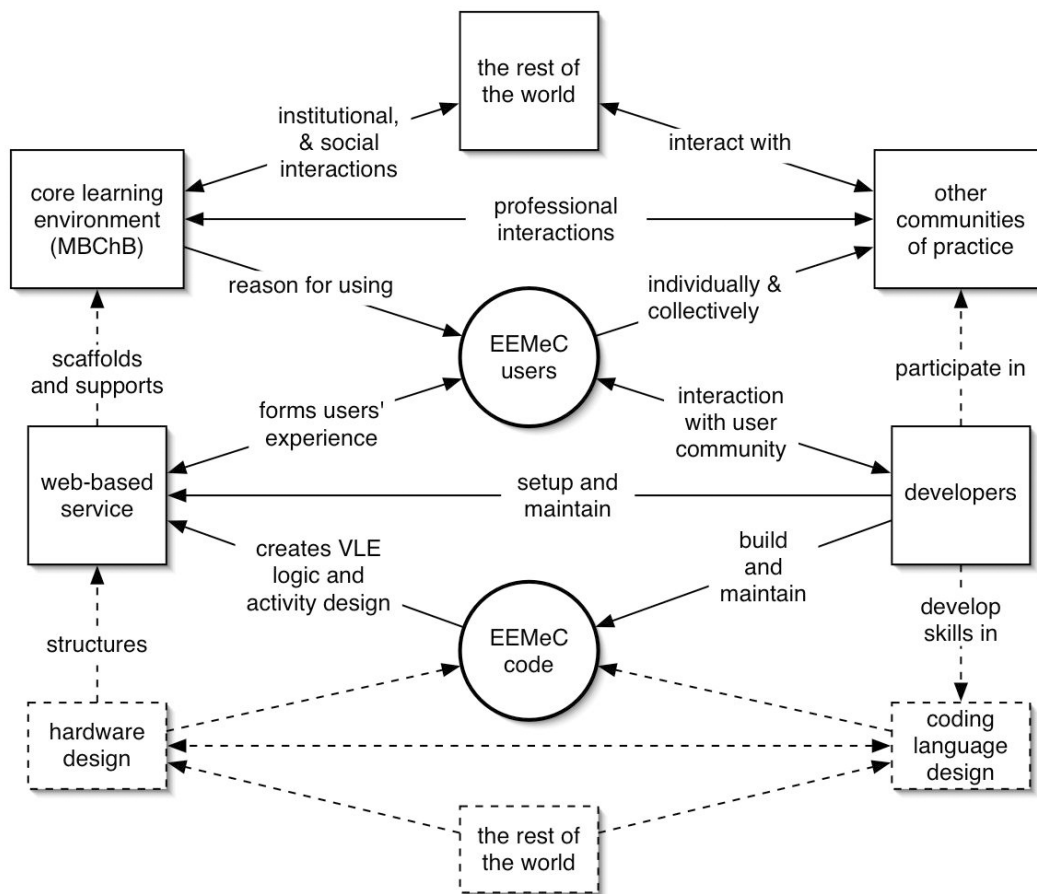 the rest of
the world
institutional,
& social
interactions
interact with
core learning
environment
(MBChB)
professional
interactions
other
communities
of practice
reason for using
individually &
collectively
EEMeC
users
scaffolds
and supports
participate in
forms users'
experience
interaction
with user
community
web-based
service
setup and
maintain
developers
creates VLE
logic and
activity design
build
and
maintain
structures
EEMeC
code
develop
skills in
hardware
design
coding
language
design
the rest of
the world